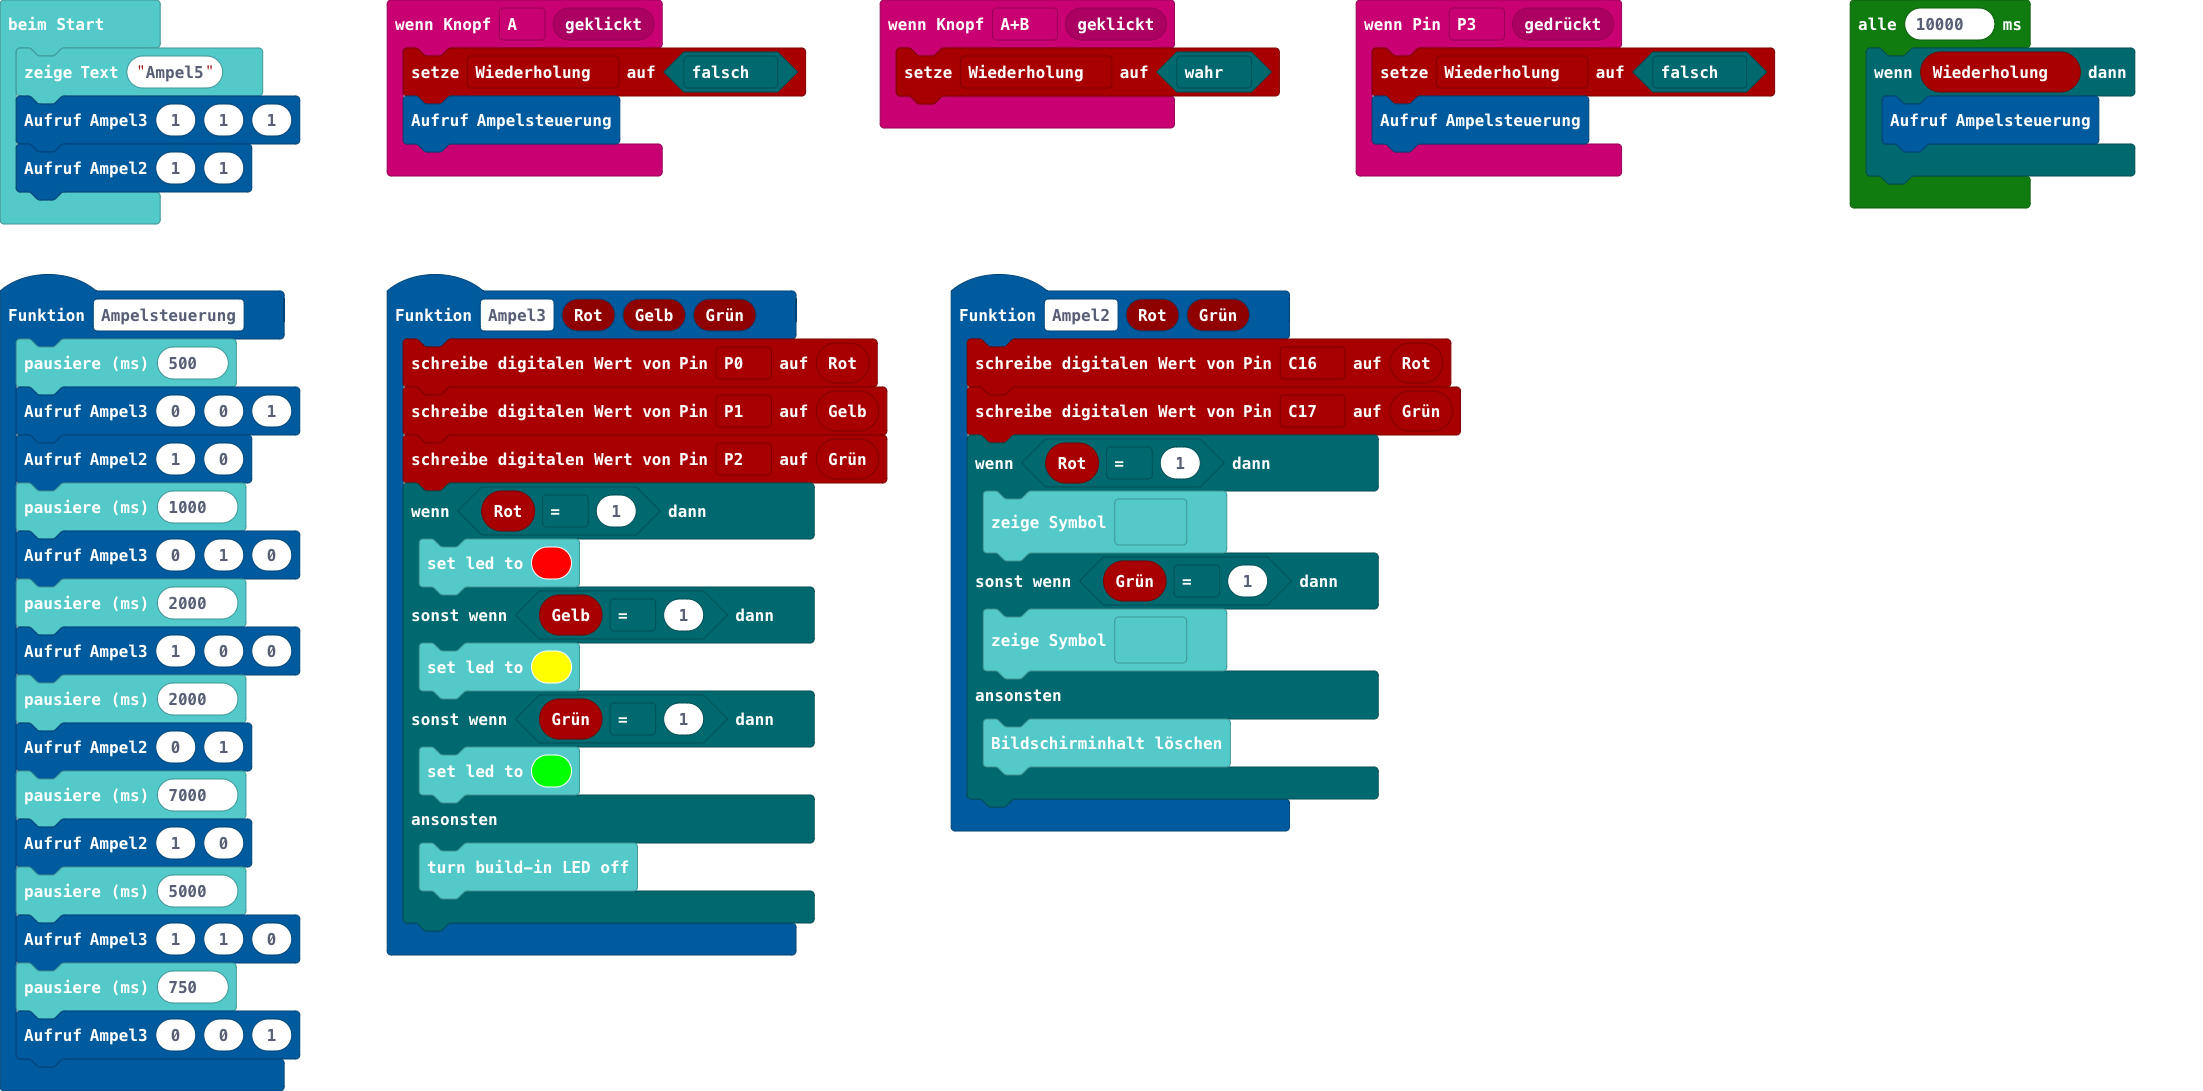 beim Start
zeige Text "Ampel5"
Aufruf Ampel3 1 1 1
Aufruf Ampel2 1 1
wenn Knopf A geklickt
setze Wiederholung auf falsch
Aufruf Ampelsteuerung
wenn Knopf A+B geklickt
setze Wiederholung auf wahr
wenn Pin P3 gedrückt
setze Wiederholung auf falsch
Aufruf Ampelsteuerung
alle 10000 ms
wenn Wiederholung dann
Aufruf Ampelsteuerung
Funktion Ampelsteuerung
pausiere (ms) 500
Aufruf Ampel3 0 0 1
Aufruf Ampel2 1 0
pausiere (ms) 1000
Aufruf Ampel3 0 1 0
pausiere (ms) 2000
Aufruf Ampel3 1 0 0
pausiere (ms) 2000
Aufruf Ampel2 0 1
pausiere (ms) 7000
Aufruf Ampel2 1 0
pausiere (ms) 5000
Aufruf Ampel3 1 1 0
pausiere (ms) 750
Aufruf Ampel3 0 0 1
Funktion Ampel3 Rot Gelb Grün
schreibe digitalen Wert von Pin P0 auf Rot
schreibe digitalen Wert von Pin P1 auf Gelb
schreibe digitalen Wert von Pin P2 auf Grün
wenn Rot = 1 dann
set led to
sonst wenn Gelb = 1 dann
set led to
sonst wenn Grün = 1 dann
set led to
ansonsten
turn build-in LED off
Funktion Ampel2 Rot Grün
schreibe digitalen Wert von Pin C16 auf Rot
schreibe digitalen Wert von Pin C17 auf Grün
wenn Rot = 1 dann
zeige Symbol
sonst wenn Grün = 1 dann
zeige Symbol
ansonsten
Bildschirminhalt löschen